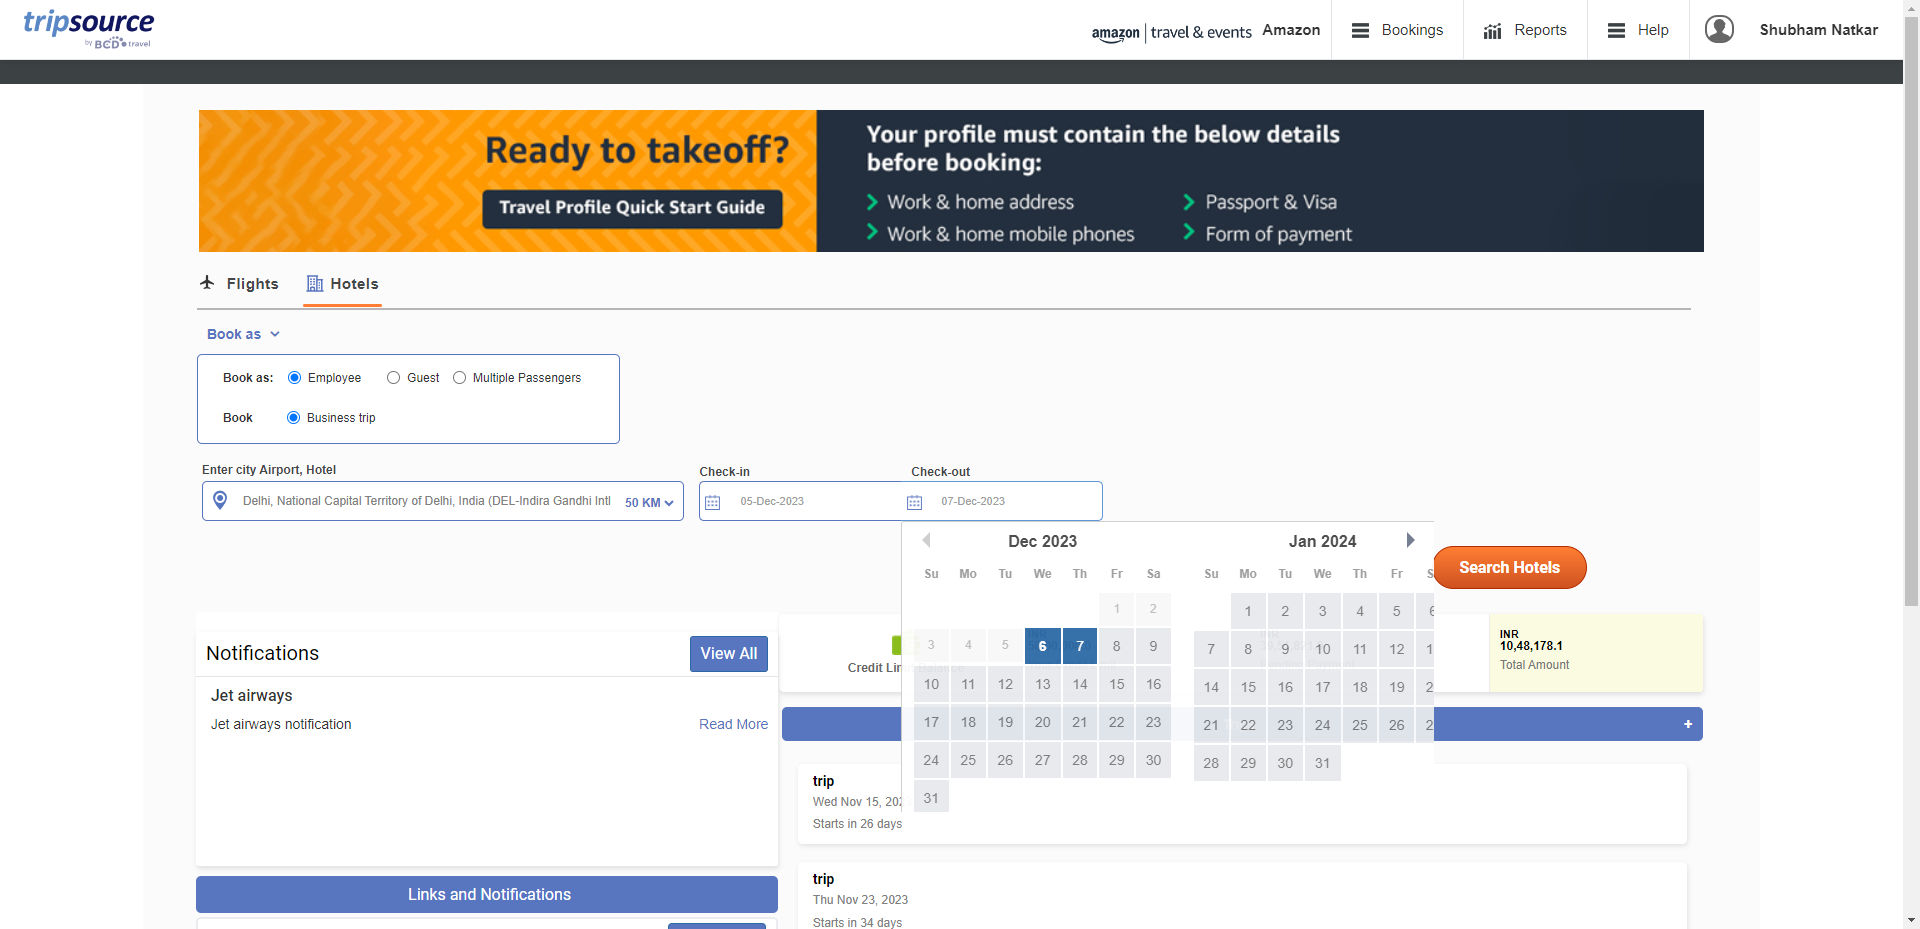 tripsource
by BCD travel
amazon | travel & events Amazon
Bookings
Reports
Help
Shubham Natkar
Ready to takeoff?
Travel Profile Quick Start Guide
Your profile must contain the below details
before booking:
Work & home address
Passport & Visa
Work & home mobile phones
Form of payment
Flights
Hotels
Book as
Book as: Employee Guest Multiple Passengers
Book Business trip
Enter city Airport, Hotel
Check-in
Check-out
Delhi, National Capital Territory of Delhi, India (DEL-Indira Gandhi Intl
50 KM
05-Dec-2023
07-Dec-2023
Dec 2023
Su Mo Tu We Th Fr Sa
1 2
3 4 5 6 7 8 9
10 11 12 13 14 15 16
17 18 19 20 21 22 23
24 25 26 27 28 29 30
31
Jan 2024
Su Mo Tu We Th Fr S
1 2 3 4 5 6
7 8 9 10 11 12 1
14 15 16 17 18 19 2
21 22 23 24 25 26 2
28 29 30 31
Search Hotels
Notifications
View All
Jet airways
Jet airways notification
Read More
Links and Notifications
Credit Lin
INR
10,48,178.1
Total Amount
+
trip
Wed Nov 15, 202
Starts in 26 days
trip
Thu Nov 23, 2023
Starts in 34 days